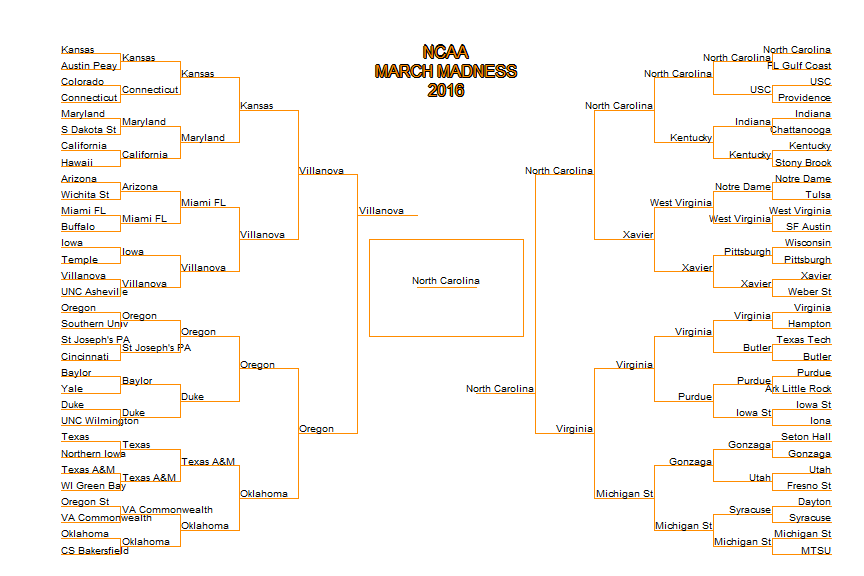 NCAA
MARCH MADNESS
2016
Kansas
Austin Peay
Colorado
Connecticut
Maryland
S Dakota St
California
Hawaii
Arizona
Wichita St
Miami FL
Buffalo
Iowa
Temple
Villanova
UNC Asheville
Oregon
Southern Univ
St Joseph's PA
Cincinnati
Baylor
Yale
Duke
UNC Wilmington
Texas
Northern Iowa
Texas A&M
WI Green Bay
Oregon St
VA Commonwealth
Oklahoma
CS Bakersfield
Kansas
Connecticut
Maryland
California
Arizona
Miami FL
Iowa
Villanova
Oregon
St Joseph's PA
Baylor
Duke
Texas
Texas A&M
VA Commonwealth
Oklahoma
Kansas
Maryland
Miami FL
Villanova
Oregon
Duke
Texas A&M
Oklahoma
Kansas
Villanova
Oregon
Oklahoma
Villanova
Oregon
Villanova
North Carolina
North Carolina
North Carolina
Virginia
North Carolina
Xavier
Virginia
Michigan St
North Carolina
Kentucky
West Virginia
Xavier
Virginia
Purdue
Gonzaga
Michigan St
North Carolina
USC
Indiana
Kentucky
Notre Dame
West Virginia
Pittsburgh
Xavier
Virginia
Butler
Purdue
Iowa St
Gonzaga
Utah
Syracuse
Michigan St
North Carolina
FL Gulf Coast
USC
Providence
Indiana
Chattanooga
Kentucky
Stony Brook
Notre Dame
Tulsa
West Virginia
SF Austin
Wisconsin
Pittsburgh
Xavier
Weber St
Virginia
Hampton
Texas Tech
Butler
Purdue
Ark Little Rock
Iowa St
Iona
Seton Hall
Gonzaga
Utah
Fresno St
Dayton
Syracuse
Michigan St
MTSU